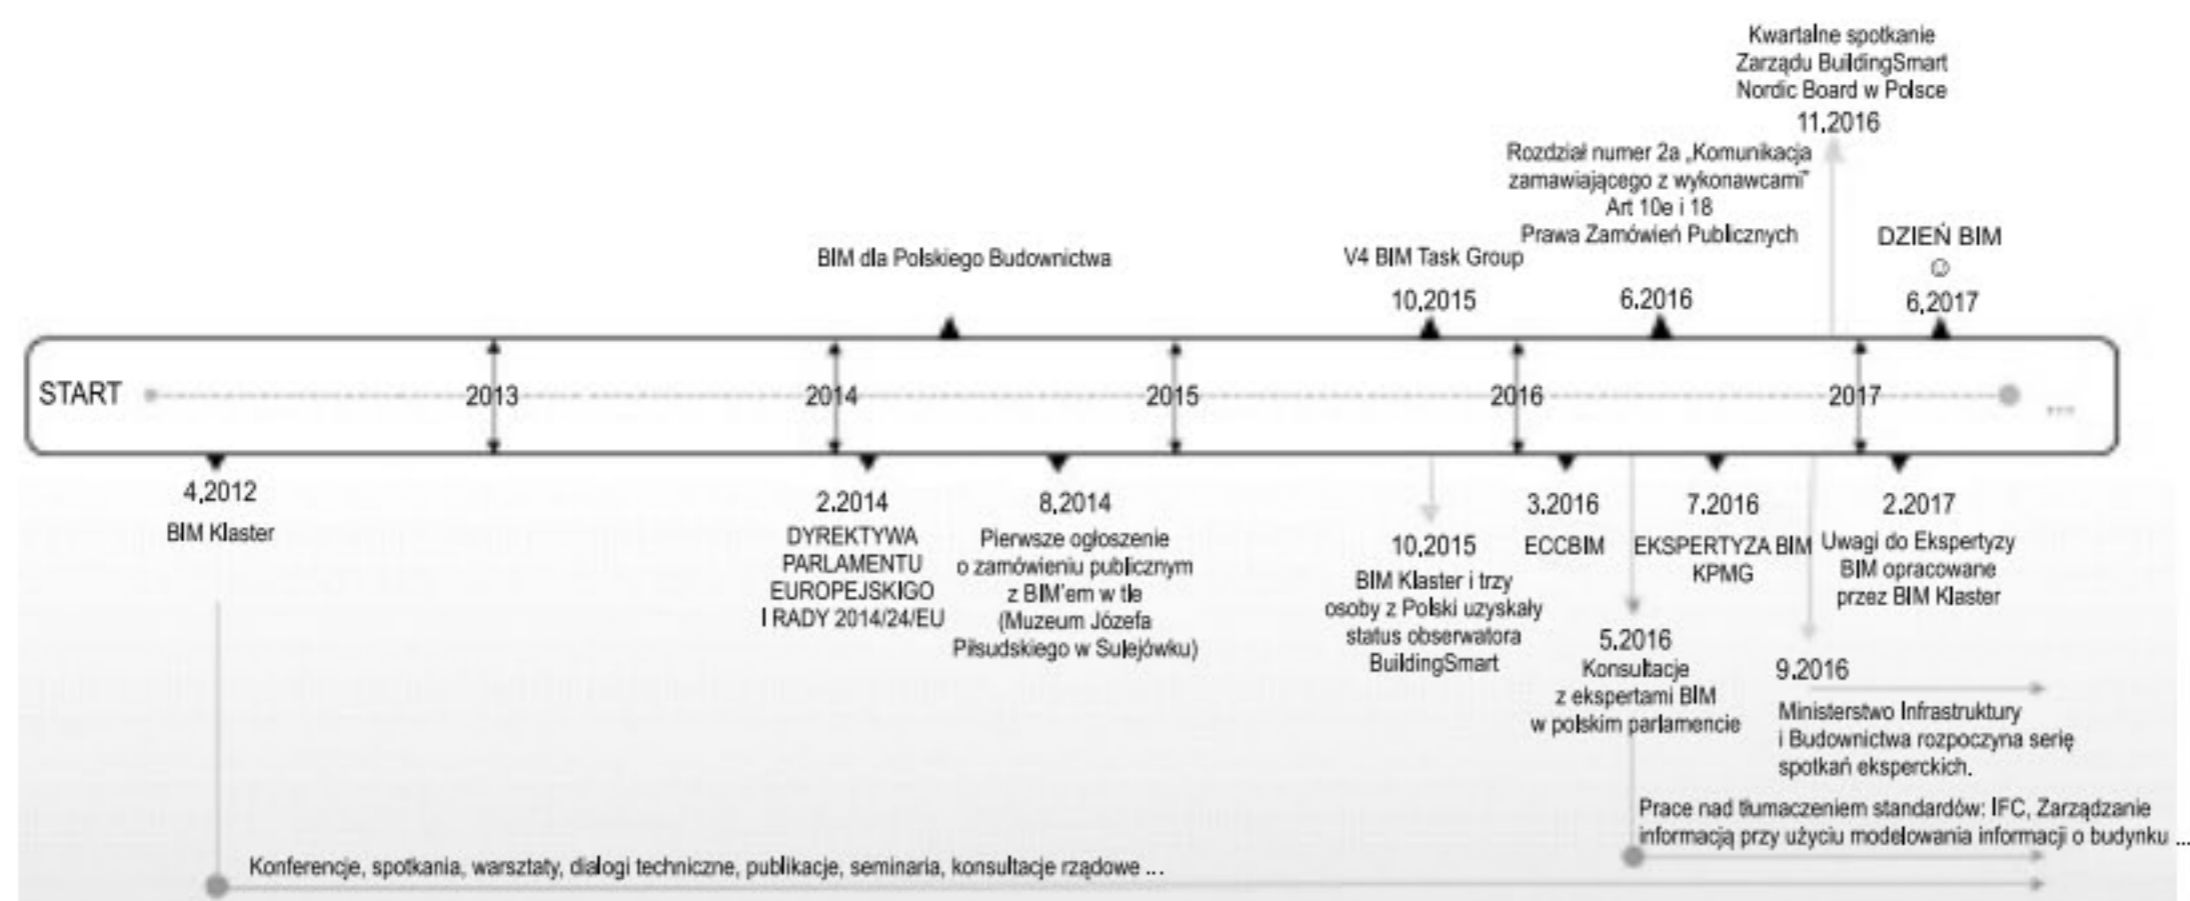 Kwartalne spotkanie
Zarządu BuildingSmart
Nordic Board w Polsce
11.2016
Rozdział numer 2a „Komunikacja
zamawiającego z wykonawcami”
Art 10e i 18
Prawa Zamówień Publicznych
DZIEŃ BIM
☺
6.2017
BIM dla Polskiego Budownictwa
V4 BIM Task Group
10.2015
6.2016
START
2013
2014
2015
2016
2017
...
4.2012
BIM Klaster
2.2014
DYREKTYWA
PARLAMENTU
EUROPEJSKIGO
I RADY 2014/24/EU
8.2014
Pierwsze ogłoszenie
o zamówieniu publicznym
z BIM'em w tle
(Muzeum Józefa
Piłsudskiego w Sulejówku)
10.2015
BIM Klaster i trzy
osoby z Polski uzyskały
status obserwatora
BuildingSmart
3.2016
ECCBIM
5.2016
Konsultacje
z ekspertami BIM
w polskim parlamencie
7.2016
EKSPERTYZA BIM
KPMG
9.2016
Ministerstwo Infrastruktury
i Budownictwa rozpoczyna serię
spotkań eksperckich.
2.2017
Uwagi do Ekspertyzy
BIM opracowane
przez BIM Klaster
Prace nad tłumaczeniem standardów: IFC, Zarządzanie
informacją przy użyciu modelowania informacji o budynku ...
Konferencje, spotkania, warsztaty, dialogi techniczne, publikacje, seminaria, konsultacje rządowe ...